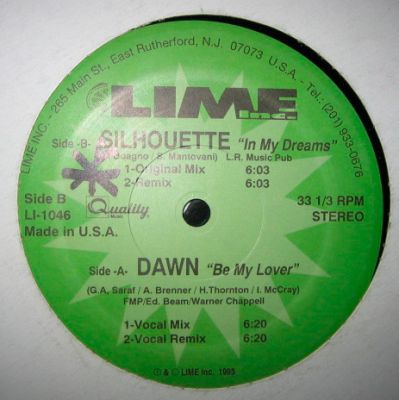 LIME INC. - 265 Main St., East Rutherford, N.J. 07073 U.S.A. - Tel.: (201) 933-0676
LIME
Inc.
Side -B- SILHOUETTE "In My Dreams"
(B. Mantovani) L.R. Music Pub
1-Original Mix 6:03
2-Remix 6:03
Side B 33 1/3 RPM
LI-1046 Quality STEREO
Made in U.S.A.
Side -A- DAWN "Be My Lover"
(G.A. Saraf / A. Brenner / H.Thornton / I. McCray)
FMP/Ed. Beam/Warner Chappell
1-Vocal Mix 6:20
2-Vocal Remix 6:20
℗ & © LIME Inc. 1993